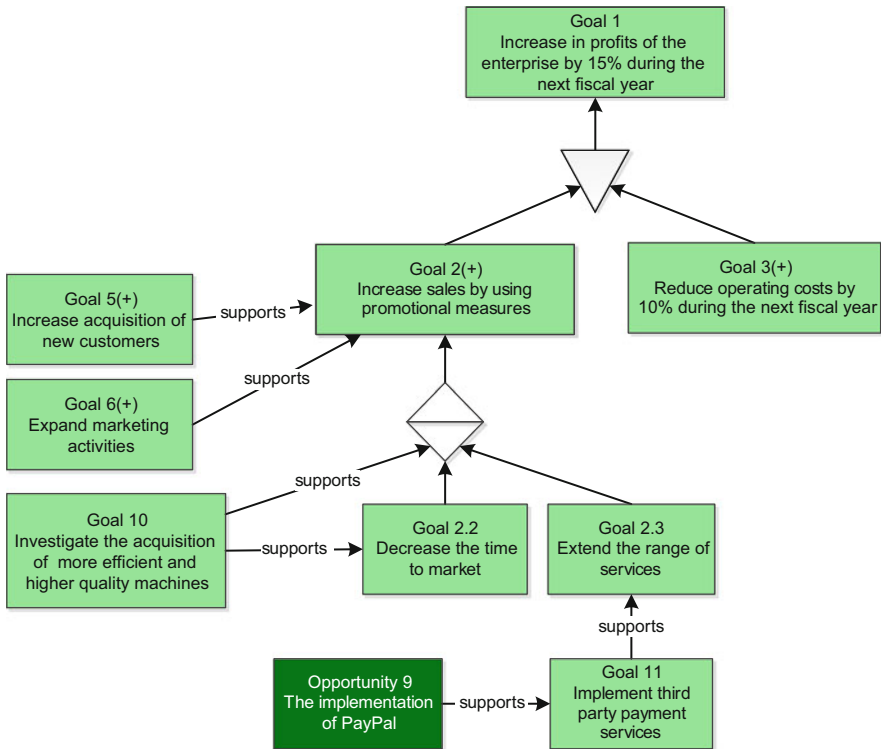 Goal 1
Increase in profits of the
enterprise by 15% during the
next fiscal year
Goal 2(+)
Increase sales by using
promotional measures
Goal 3(+)
Reduce operating costs by
10% during the next fiscal year
Goal 5(+)
Increase acquisition of
new customers
supports
Goal 6(+)
Expand marketing
activities
supports
Goal 10
Investigate the acquisition
of more efficient and
higher quality machines
supports
supports
Goal 2.2
Decrease the time
to market
Goal 2.3
Extend the range of
services
supports
Opportunity 9
The implementation
of PayPal
supports
Goal 11
Implement third
party payment
services